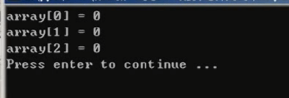 array[0] = 0
array[1] = 0
array[2] = 0
Press enter to continue ...